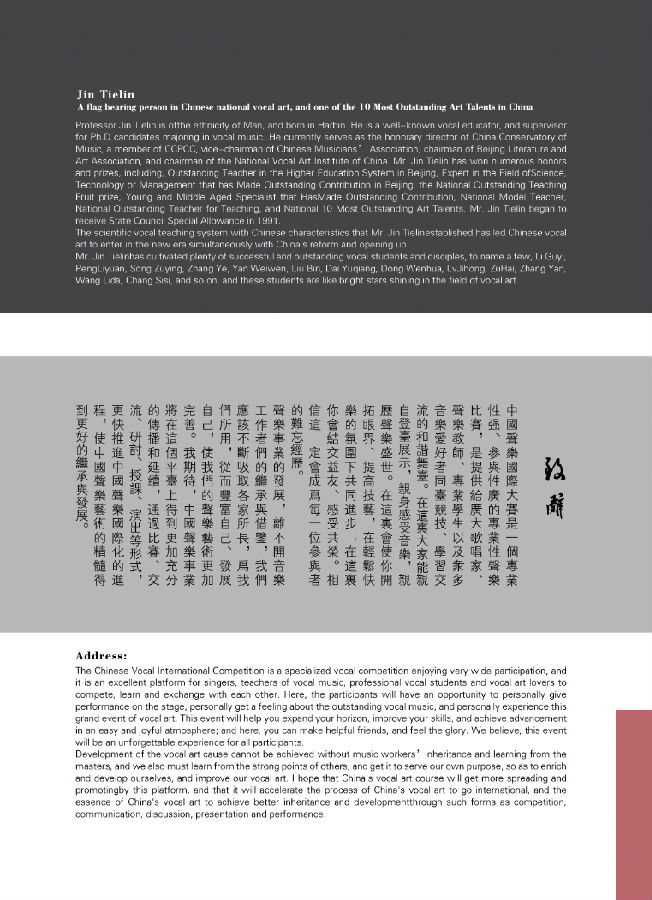 Jin Tielin
A flag bearing person in Chinese national vocal art, and one of the 10 Most Outstanding Art Talents in China
Professor Jin Tielin is ofthe ethnicity of Man, and born in Harbin. He is a well-known vocal educator, and supervisor
for Ph.D candidates majoring in vocal music. He currently serves as the honorary director of China Conservatory of
Music, a member of CCPCC, vice-chairman of Chinese Musicians' Association, chairman of Beijing Literature and
Art Association, and chairman of the National Vocal Art Institute of China. Mr. Jin Tielin has won numerous honors
and prizes, including, Outstanding Teacher in the Higher Education System in Beijing, Expert in the Field ofScience,
Technology or Management that has Made Outstanding Contribution in Beijing, the National Outstanding Teaching
Fruit prize, Young and Middle Aged Specialist that HasMade Outstanding Contribution, National Model Teacher,
National Outstanding Teacher for Teaching, and National 10 Most Outstanding Art Talents. Mr. Jin Tielin began to
receive State Council Special Allowance in 1991.
The scientific vocal teaching system with Chinese characteristics that Mr. Jin Tielinestablished has led Chinese vocal
art to enter in the new era simultaneously with China's reform and opening up.
Mr. Jin Tielinhas cultivated plenty of successful and outstanding vocal students and disciples, to name a few, Li Guyi,
PengLiyuan, Song Zuying, Zhang Ye, Yan Weiwen, Liu Bin, Dai Yuqiang, Dong Wenhua, LvJihong, ZuHai, Zhang Yan,
Wang Lida, Chang Sisi, and so on, and these students are like bright stars shining in the field of vocal art.
致辭
中國聲樂國際大賽是一個專業
性强、參與性廣的專業性聲樂
比賽，是提供給廣大歌唱家、
聲樂教師、專業學生以及衆多
音樂愛好者同臺競技、學習交
流的和諧舞臺。在這裏大家能親
自登臺展示，親身感受音樂，親
歷聲樂盛世。在這裏會使你開
拓眼界、提高技藝，在輕鬆快
樂的氛圍下共同進步，在這裏
你會結交益友、感受共榮。相
信這一定會成爲每一位參與者
的難忘經歷。
聲樂事業的發展，離不開音樂
工作者們的繼承與借鑒，我們
應該不斷吸取各家所長，爲我
們所用，從而豐富自己、發展
自己，使我們的聲樂藝術更加
完善。我期待，中國聲樂事業
將在這個平臺上得到更加充分
的傳播和延續，通過比賽、交
流、研討、授課、演出等形式，
更快推進中國聲樂國際化的進
程，使中國聲樂藝術的精髓得
到更好的繼承與發展。
Address:
The Chinese Vocal International Competition is a specialized vocal competition enjoying very wide participation, and
it is an excellent platform for singers, teachers of vocal music, professional vocal students and vocal art lovers to
compete, learn and exchange with each other. Here, the participants will have an opportunity to personally give
performance on the stage, personally get a feeling about the outstanding vocal music, and personally experience this
grand event of vocal art. This event will help you expand your horizon, improve your skills, and achieve advancement
in an easy and joyful atmosphere; and here, you can make helpful friends, and feel the glory. We believe, this event
will be an unforgettable experience for all participants.
Development of the vocal art cause cannot be achieved without music workers' inheritance and learning from the
masters, and we also must learn from the strong points of others, and get it to serve our own purpose, so as to enrich
and develop ourselves, and improve our vocal art. I hope that China's vocal art course will get more spreading and
promotingby this platform, and that it will accelerate the process of China's vocal art to go international, and the
essence of China's vocal art to achieve better inheritance and developmentthrough such forms as competition,
communication, discussion, presentation and performance.